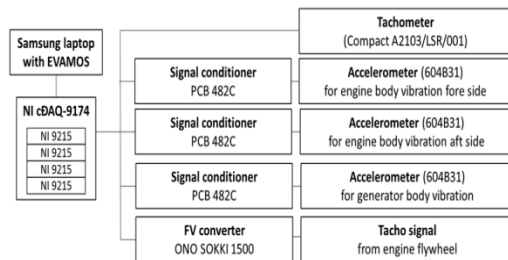 Samsung laptop
with EVAMOS
NI cDAQ-9174
NI 9215
NI 9215
NI 9215
NI 9215
Tachometer
(Compact A2103/LSR/001)
Signal conditioner
PCB 482C
Accelerometer (604B31)
for engine body vibration fore side
Signal conditioner
PCB 482C
Accelerometer (604B31)
for engine body vibration aft side
Signal conditioner
PCB 482C
Accelerometer (604B31)
for generator body vibration
FV converter
ONO SOKKI 1500
Tacho signal
from engine flywheel